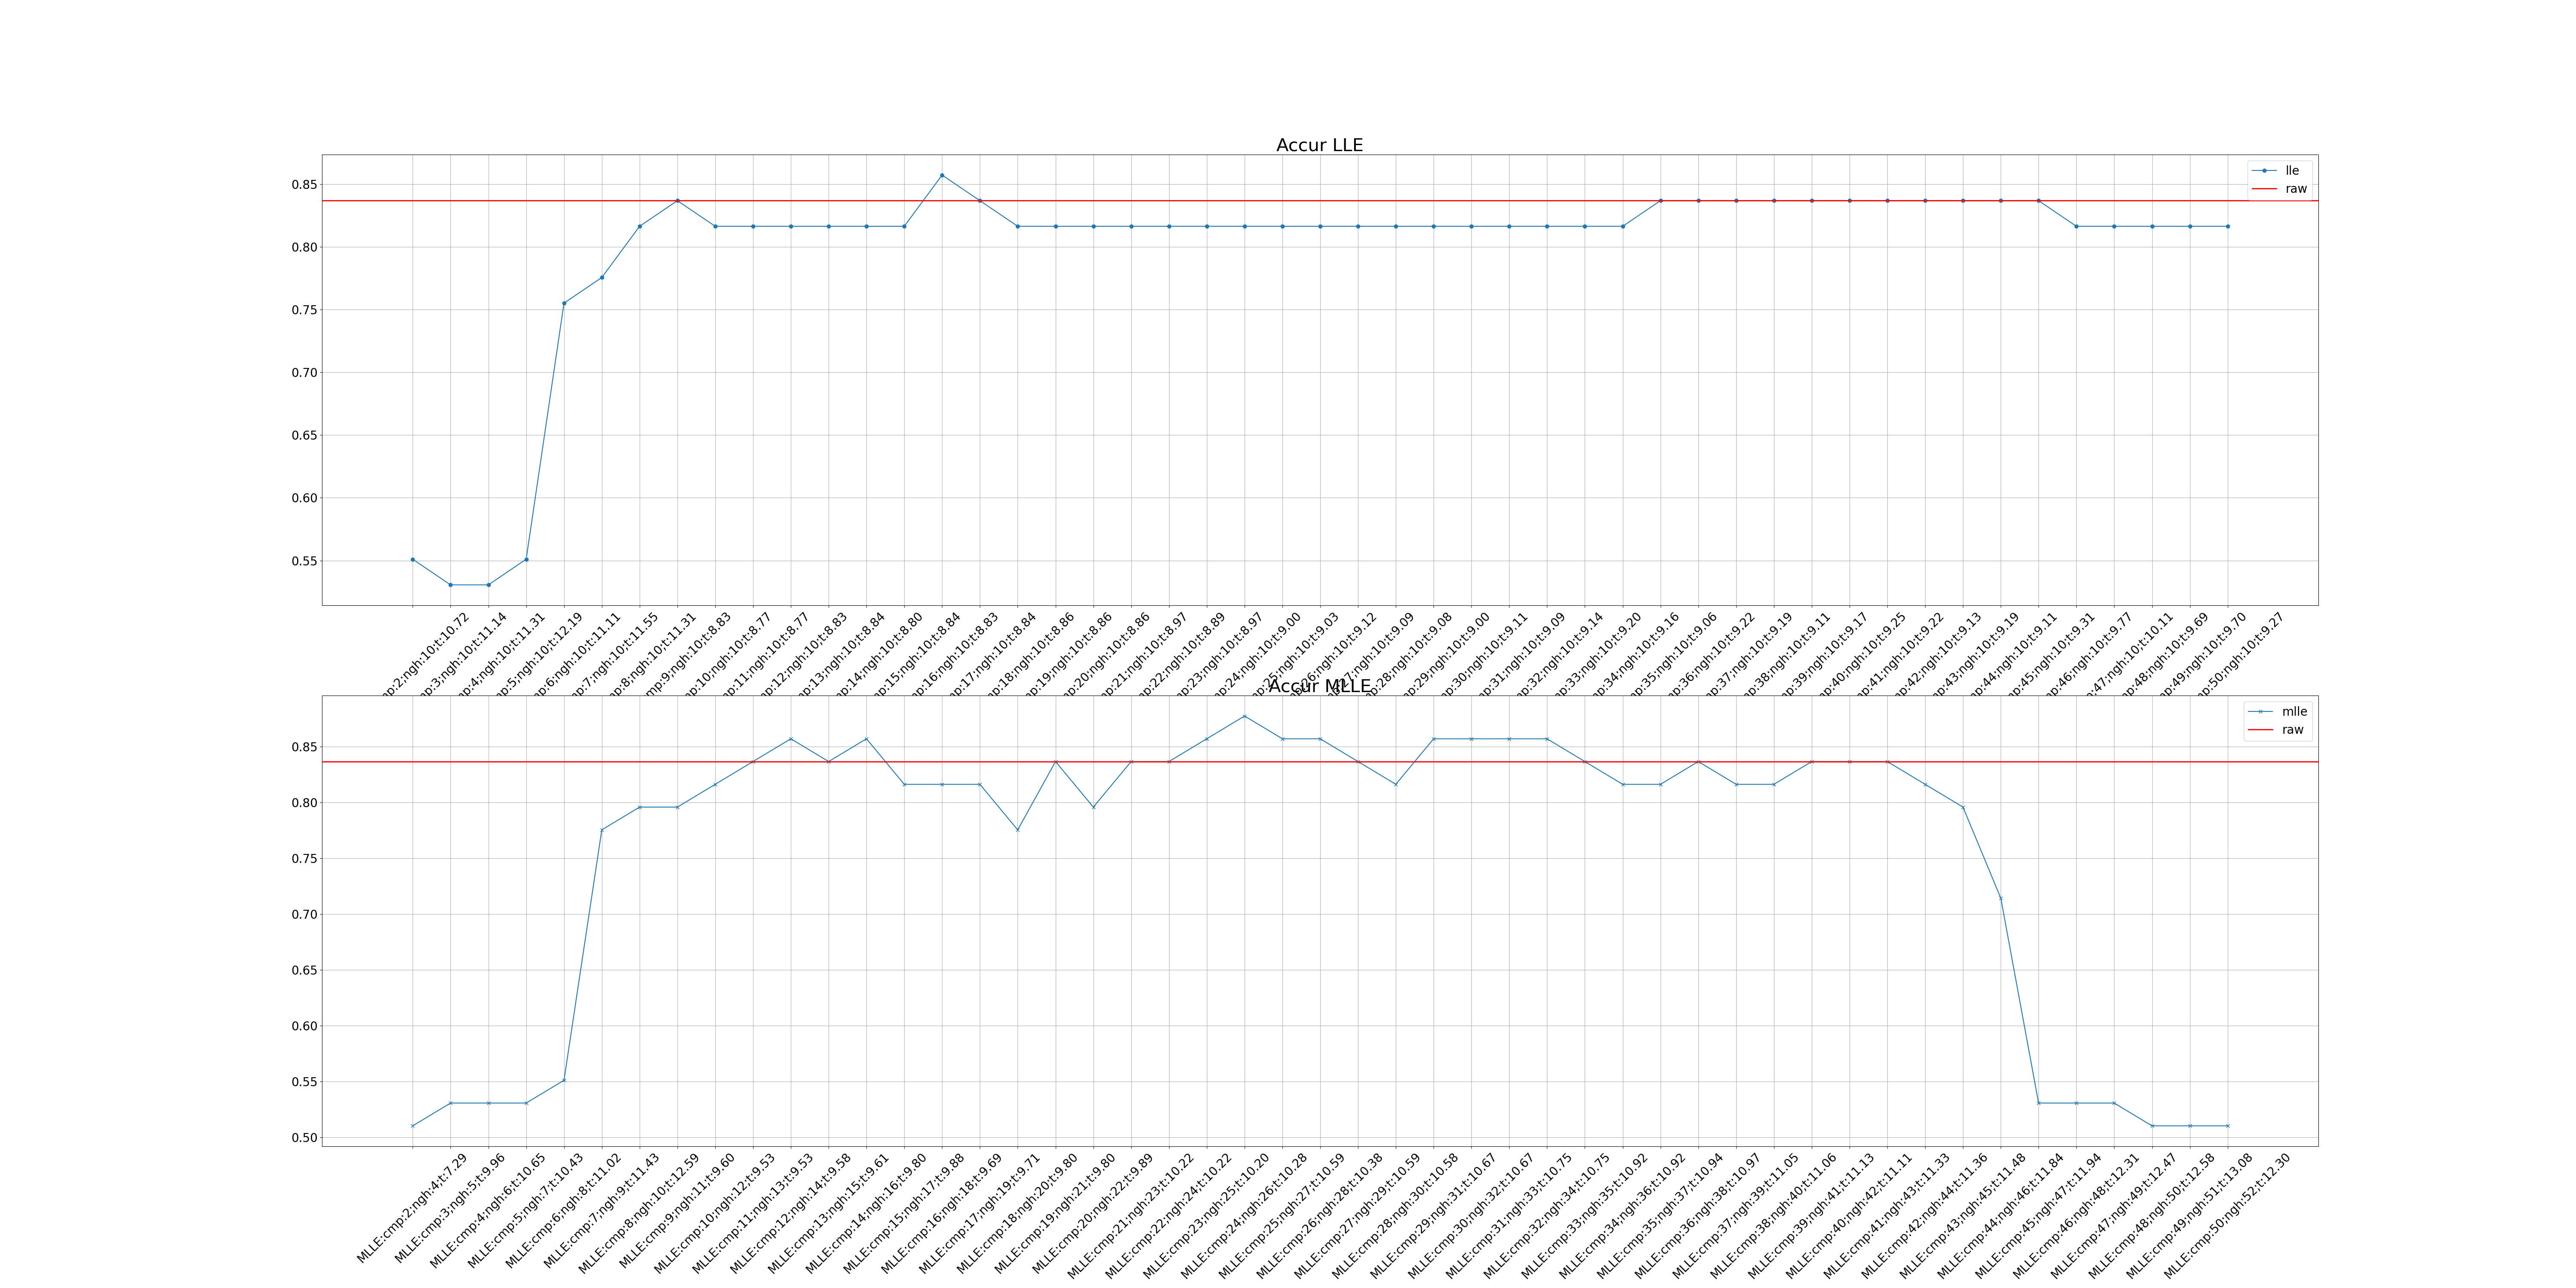 Accur LLE
lle
raw
0.85
0.80
0.75
0.70
0.65
0.60
0.55
mp:2;ngh:10;t:10.72
mp:3;ngh:10;t:11.14
mp:4;ngh:10;t:11.31
mp:5;ngh:10;t:12.19
mp:6;ngh:10;t:11.11
mp:7;ngh:10;t:11.55
mp:8;ngh:10;t:11.31
mp:9;ngh:10;t:8.83
mp:10;ngh:10;t:8.77
mp:11;ngh:10;t:8.77
mp:12;ngh:10;t:8.83
mp:13;ngh:10;t:8.84
mp:14;ngh:10;t:8.80
mp:15;ngh:10;t:8.84
mp:16;ngh:10;t:8.83
mp:17;ngh:10;t:8.84
mp:18;ngh:10;t:8.86
mp:19;ngh:10;t:8.86
mp:20;ngh:10;t:8.86
mp:21;ngh:10;t:8.97
mp:22;ngh:10;t:8.89
mp:23;ngh:10;t:8.97
mp:24;ngh:10;t:9.00
mp:25;ngh:10;t:9.03
mp:26;ngh:10;t:9.12
mp:27;ngh:10;t:9.09
mp:28;ngh:10;t:9.08
mp:29;ngh:10;t:9.00
mp:30;ngh:10;t:9.11
mp:31;ngh:10;t:9.09
mp:32;ngh:10;t:9.14
mp:33;ngh:10;t:9.20
mp:34;ngh:10;t:9.16
mp:35;ngh:10;t:9.06
mp:36;ngh:10;t:9.22
mp:37;ngh:10;t:9.19
mp:38;ngh:10;t:9.11
mp:39;ngh:10;t:9.17
mp:40;ngh:10;t:9.25
mp:41;ngh:10;t:9.22
mp:42;ngh:10;t:9.13
mp:43;ngh:10;t:9.19
mp:44;ngh:10;t:9.11
mp:45;ngh:10;t:9.31
mp:46;ngh:10;t:9.77
mp:47;ngh:10;t:10.11
mp:48;ngh:10;t:9.69
mp:49;ngh:10;t:9.70
mp:50;ngh:10;t:9.27
Accur MLLE
mlle
raw
0.85
0.80
0.75
0.70
0.65
0.60
0.55
0.50
MLLE:cmp:2;ngh:4;t:7.29
MLLE:cmp:3;ngh:5;t:9.96
MLLE:cmp:4;ngh:6;t:10.65
MLLE:cmp:5;ngh:7;t:10.43
MLLE:cmp:6;ngh:8;t:11.02
MLLE:cmp:7;ngh:9;t:11.43
MLLE:cmp:8;ngh:10;t:12.59
MLLE:cmp:9;ngh:11;t:9.60
MLLE:cmp:10;ngh:12;t:9.53
MLLE:cmp:11;ngh:13;t:9.53
MLLE:cmp:12;ngh:14;t:9.58
MLLE:cmp:13;ngh:15;t:9.61
MLLE:cmp:14;ngh:16;t:9.80
MLLE:cmp:15;ngh:17;t:9.88
MLLE:cmp:16;ngh:18;t:9.69
MLLE:cmp:17;ngh:19;t:9.71
MLLE:cmp:18;ngh:20;t:9.80
MLLE:cmp:19;ngh:21;t:9.80
MLLE:cmp:20;ngh:22;t:9.89
MLLE:cmp:21;ngh:23;t:10.22
MLLE:cmp:22;ngh:24;t:10.22
MLLE:cmp:23;ngh:25;t:10.20
MLLE:cmp:24;ngh:26;t:10.28
MLLE:cmp:25;ngh:27;t:10.59
MLLE:cmp:26;ngh:28;t:10.38
MLLE:cmp:27;ngh:29;t:10.59
MLLE:cmp:28;ngh:30;t:10.58
MLLE:cmp:29;ngh:31;t:10.67
MLLE:cmp:30;ngh:32;t:10.67
MLLE:cmp:31;ngh:33;t:10.75
MLLE:cmp:32;ngh:34;t:10.75
MLLE:cmp:33;ngh:35;t:10.92
MLLE:cmp:34;ngh:36;t:10.92
MLLE:cmp:35;ngh:37;t:10.94
MLLE:cmp:36;ngh:38;t:10.97
MLLE:cmp:37;ngh:39;t:11.05
MLLE:cmp:38;ngh:40;t:11.06
MLLE:cmp:39;ngh:41;t:11.13
MLLE:cmp:40;ngh:42;t:11.11
MLLE:cmp:41;ngh:43;t:11.33
MLLE:cmp:42;ngh:44;t:11.36
MLLE:cmp:43;ngh:45;t:11.48
MLLE:cmp:44;ngh:46;t:11.84
MLLE:cmp:45;ngh:47;t:11.94
MLLE:cmp:46;ngh:48;t:12.31
MLLE:cmp:47;ngh:49;t:12.47
MLLE:cmp:48;ngh:50;t:12.58
MLLE:cmp:49;ngh:51;t:13.08
MLLE:cmp:50;ngh:52;t:12.30